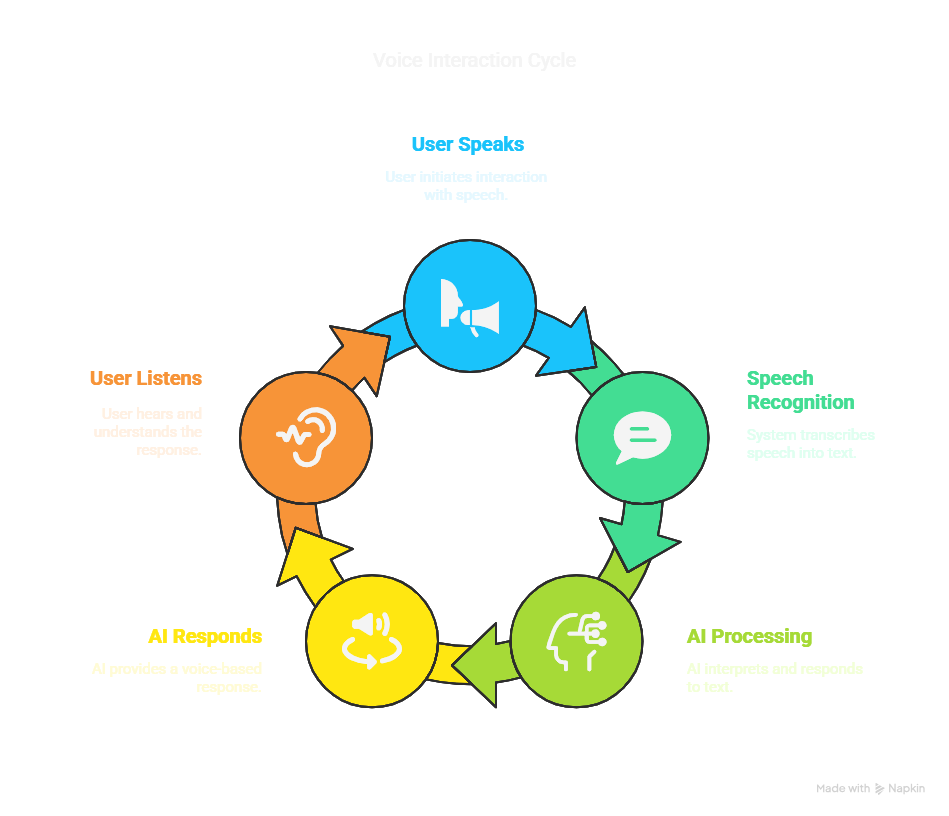 Voice Interaction Cycle
User Speaks
User initiates interaction
with speech.
Speech
Recognition
System transcribes
speech into text.
AI Processing
AI interprets and responds
to text.
AI Responds
AI provides a voice-based
response.
User Listens
User hears and
understands the
response.
Made with Napkin